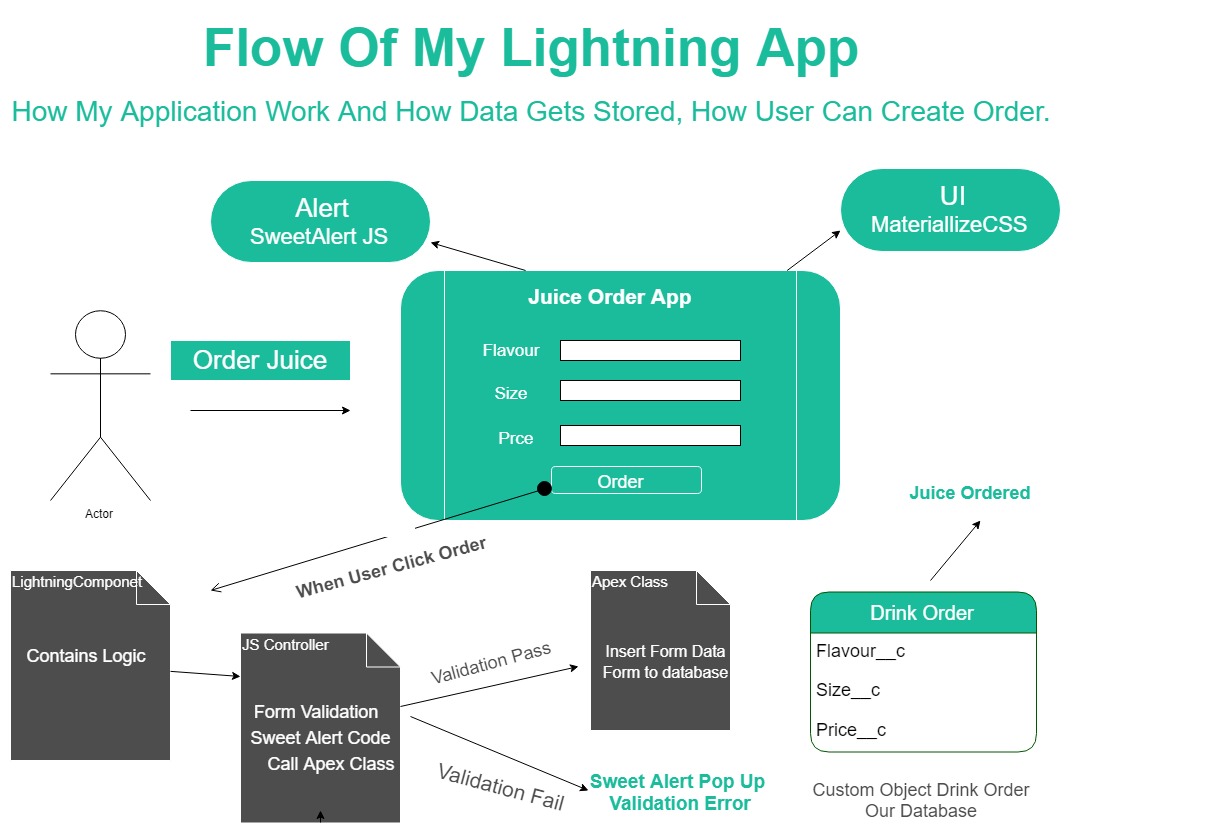 Flow Of My Lightning App
How My Application Work And How Data Gets Stored, How User Can Create Order.
Alert
SweetAlert JS
UI
MateriallizeCSS
Juice Order App
Flavour
Size
Prce
Order
Order Juice
Actor
When User Click Order
Juice Ordered
LightningComponet
Contains Logic
JS Controller
Form Validation
Sweet Alert Code
Call Apex Class
Validation Pass
Validation Fail
Apex Class
Insert Form Data
Form to database
Sweet Alert Pop Up
Validation Error
Drink Order
Flavour__c
Size__c
Price__c
Custom Object Drink Order
Our Database